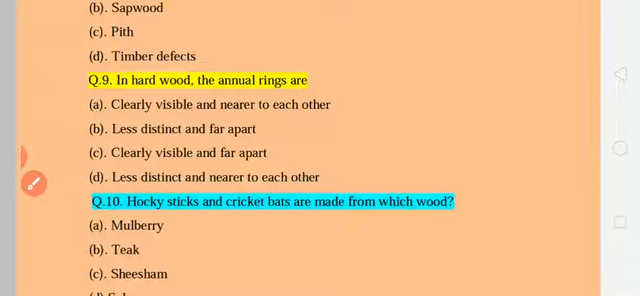 (b). Sapwood
(c). Pith
(d). Timber defects
Q.9. In hard wood, the annual rings are
(a). Clearly visible and nearer to each other
(b). Less distinct and far apart
(c). Clearly visible and far apart
(d). Less distinct and nearer to each other
Q.10. Hocky sticks and cricket bats are made from which wood?
(a). Mulberry
(b). Teak
(c). Sheesham